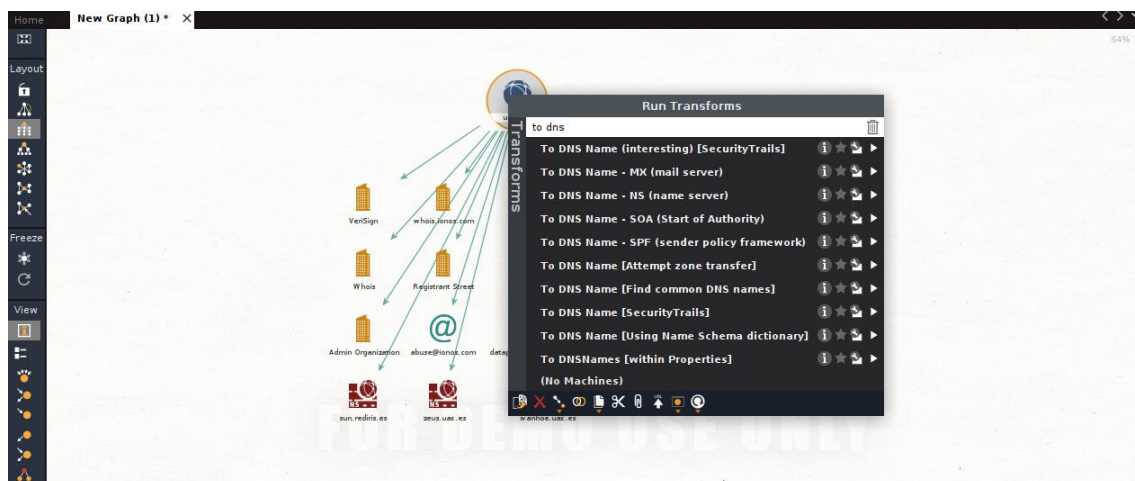 Home
New Graph (1) * X
64%
Layout
Freeze
View
Run Transforms
Transforms
to dns
To DNS Name (interesting) [SecurityTrails]
To DNS Name - MX (mail server)
To DNS Name - NS (name server)
To DNS Name - SOA (Start of Authority)
To DNS Name - SPF (sender policy framework)
To DNS Name [Attempt zone transfer]
To DNS Name [Find common DNS names]
To DNS Name [SecurityTrails]
To DNS Name [Using Name Schema dictionary]
To DNSNames [within Properties]
(No Machines)
VeriSign
whois.ionos.com
Whois
Registrant Street
Admin Organization
abuse@ionos.com
NS
sun.rediris.es
NS
zeus.uax.es
FOR DEMO USE ONLY